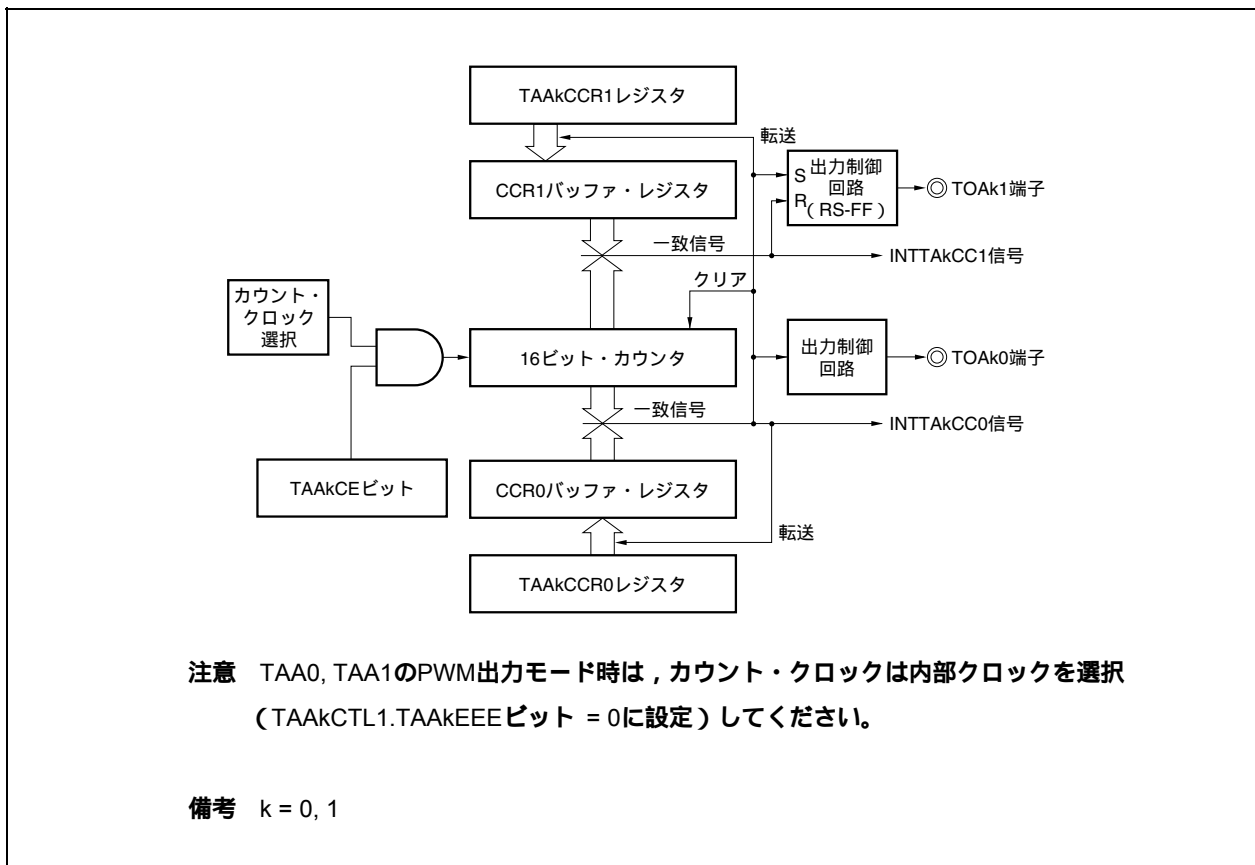 TAAkCCR1レジスタ
転送
CCR1バッファ・レジスタ
S 出力制御
回路
R
( RS-FF )
TOAk1端子
一致信号
INTTAkCC1信号
クリア
カウント・
クロック
選択
16ビット・カウンタ
出力制御
回路
TOAk0端子
一致信号
INTTAkCC0信号
TAAkCEビット
CCR0バッファ・レジスタ
転送
TAAkCCR0レジスタ
注意 TAA0, TAA1のPWM出力モード時は，カウント・クロックは内部クロックを選択
（TAAkCTL1.TAAkEEEビット = 0に設定）してください。
備考 k = 0, 1